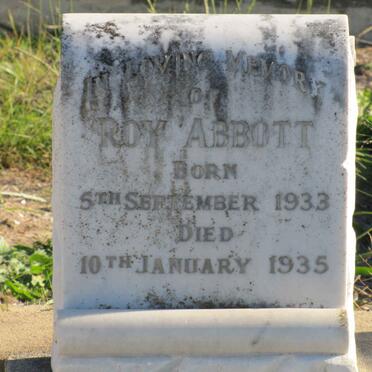 In Loving Memory
of
Roy Abbott
Born
5th September 1933
Died
10th January 1935